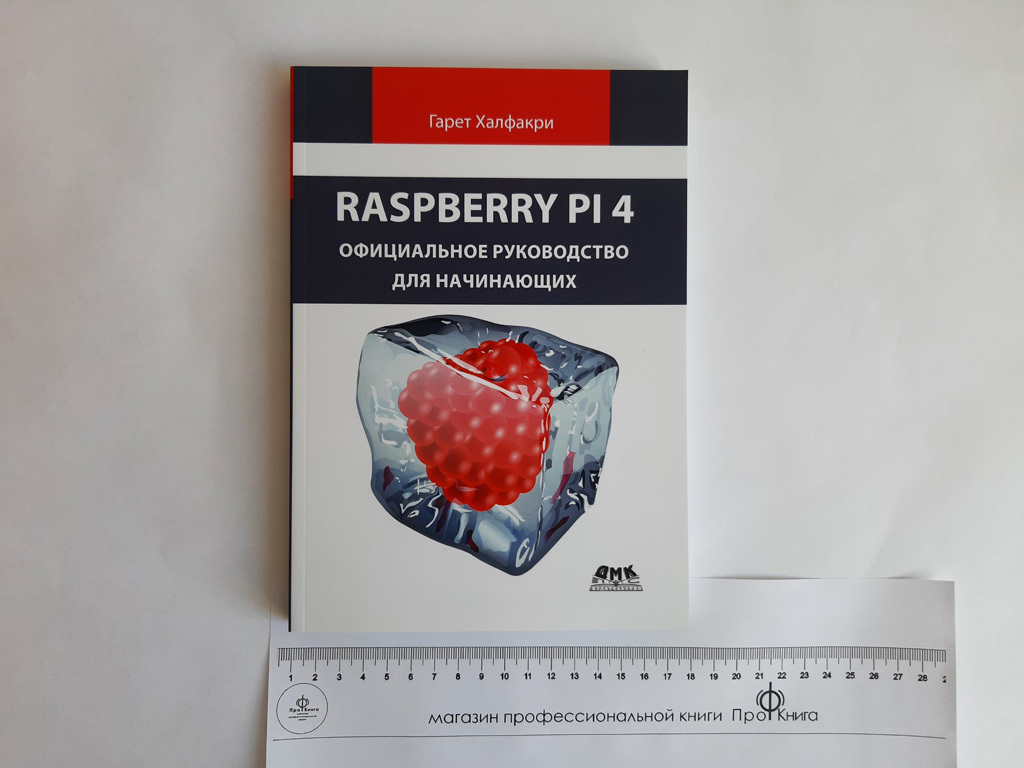 Гарет Халфакри
RASPBERRY PI 4
ОФИЦИАЛЬНОЕ РУКОВОДСТВО
ДЛЯ НАЧИНАЮЩИХ
ДМК
1 2 3 4 5 6 7 8 9 10 11 12 13 14 15 16 17 18 19 20 21 22 23 24 25 26 27 28
ПроКнига
магазин профессиональной книги ПроКнига